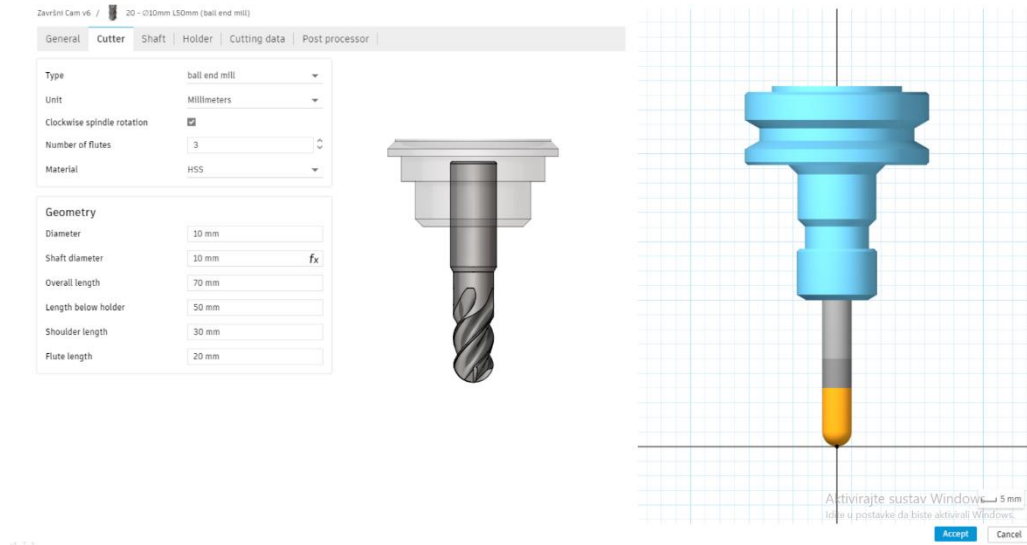 Završni Cam v6 / 20 - Ø10mm L50mm (ball end mill)
General Cutter Shaft Holder Cutting data Post processor
Type ball end mill
Unit Millimeters
Clockwise spindle rotation
Number of flutes 3
Material HSS
Geometry
Diameter 10 mm
Shaft diameter 10 mm fx
Overall length 70 mm
Length below holder 50 mm
Shoulder length 30 mm
Flute length 20 mm
Aktivirajte sustav Windows
5 mm
Idite u postavke da biste aktivirali Windows.
Accept Cancel